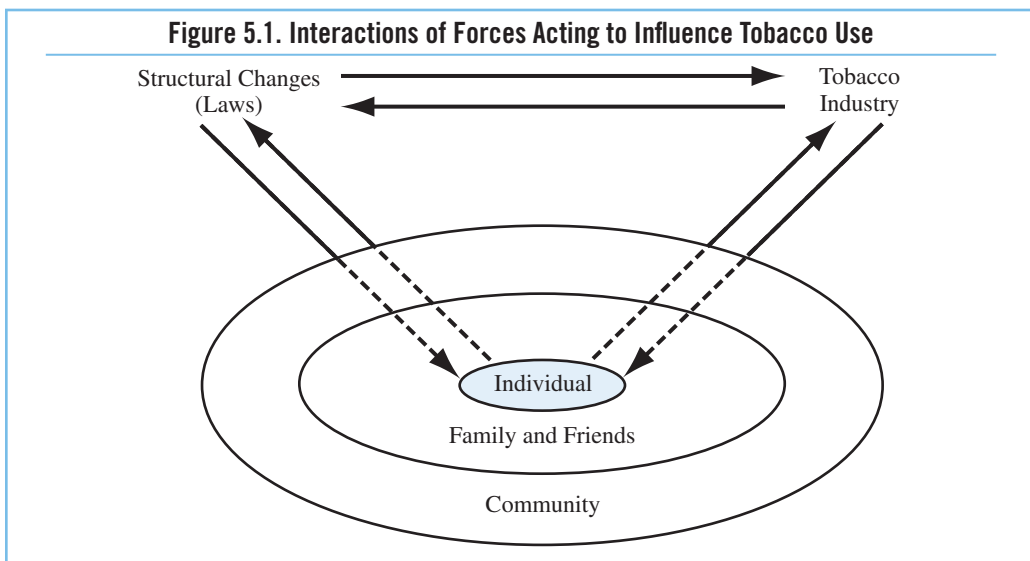 Figure 5.1. Interactions of Forces Acting to Influence Tobacco Use
Structural Changes
(Laws)
Tobacco
Industry
Individual
Family and Friends
Community